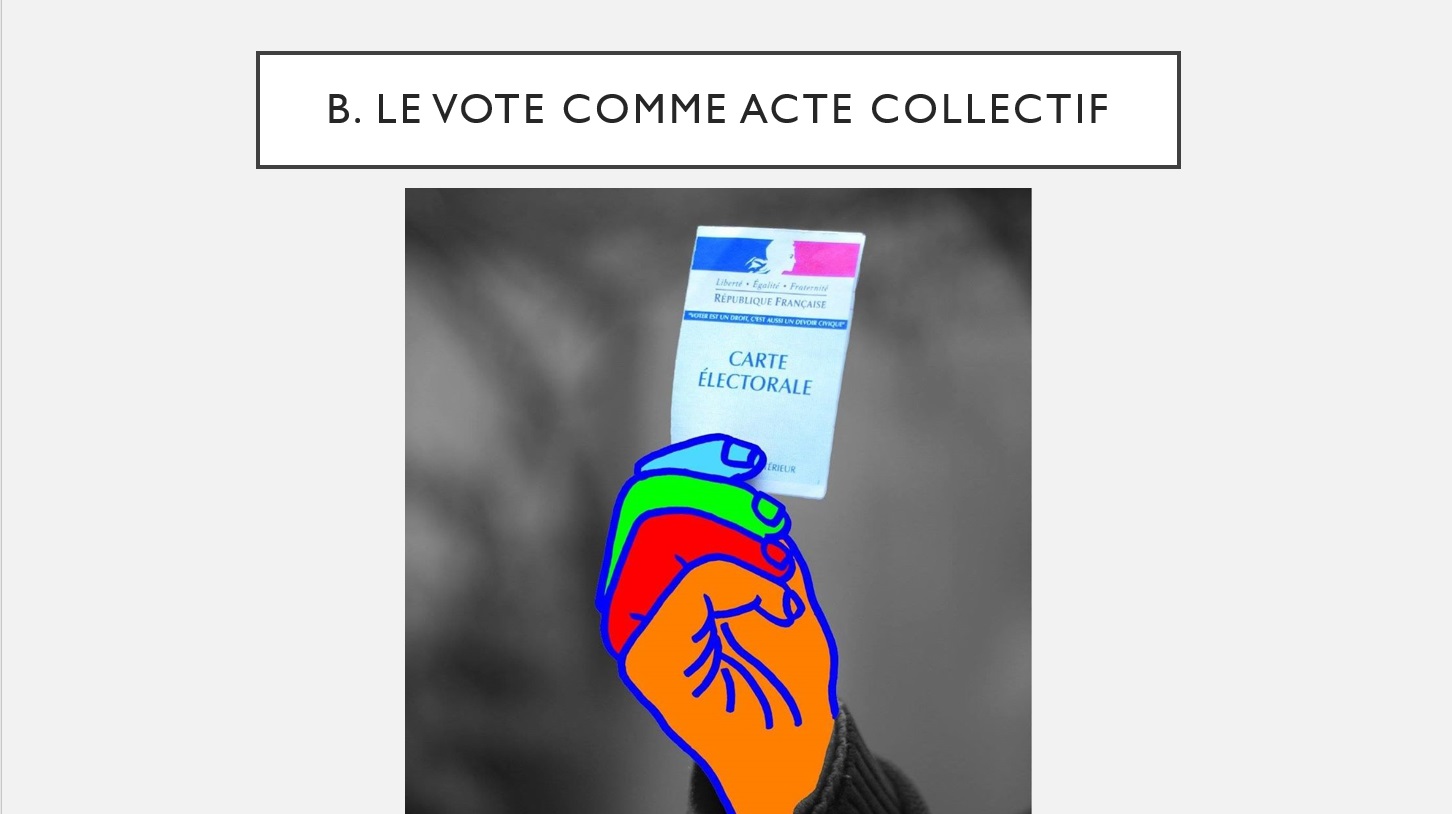 B. LE VOTE COMME ACTE COLLECTIF
Liberté • Égalité • Fraternité
RÉPUBLIQUE FRANÇAISE
"VOTER EST UN DROIT, C'EST AUSSI UN DEVOIR CIVIQUE"
CARTE
ÉLECTORALE
ÉRIEUR